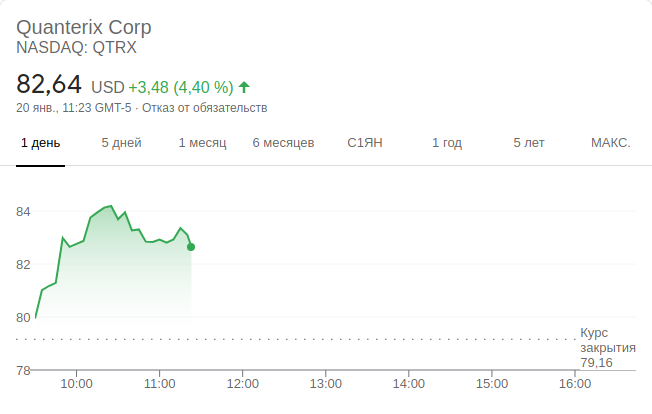 Quanterix Corp
NASDAQ: QTRX
82,64 USD +3,48 (4,40 %)
20 янв., 11:23 GMT-5 · Отказ от обязательств
1 день 5 дней 1 месяц 6 месяцев С1ЯН 1 год 5 лет МАКС.
84
82
80
Курс
закрытия
79,16
78
10:00 11:00 12:00 13:00 14:00 15:00 16:00